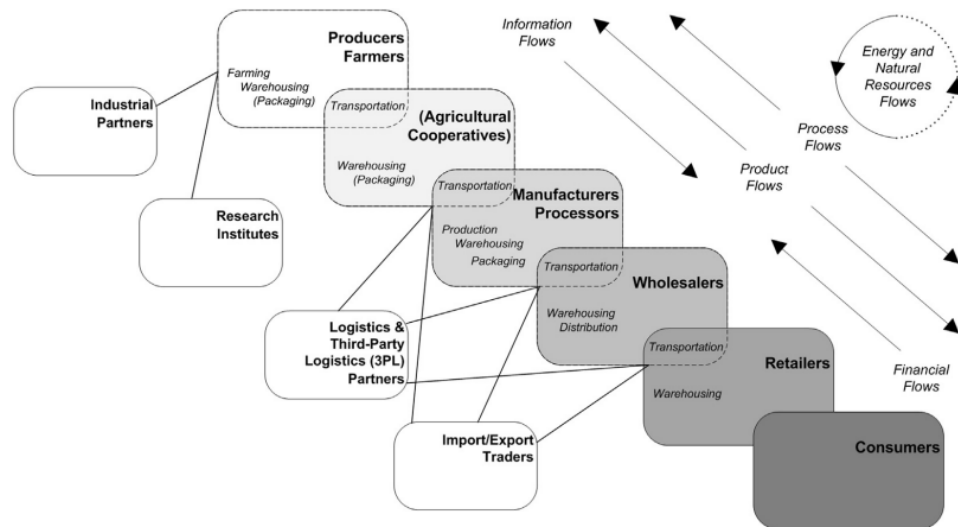 Producers
Farmers
Farming
Warehousing
(Packaging)
Transportation
Industrial
Partners
(Agricultural
Cooperatives)
Warehousing
(Packaging)
Transportation
Research
Institutes
Manufacturers
Processors
Production
Warehousing
Packaging
Transportation
Wholesalers
Warehousing
Distribution
Transportation
Logistics &
Third-Party
Logistics (3PL)
Partners
Retailers
Warehousing
Import/Export
Traders
Consumers
Information
Flows
Energy and
Natural
Resources
Flows
Process
Flows
Product
Flows
Financial
Flows